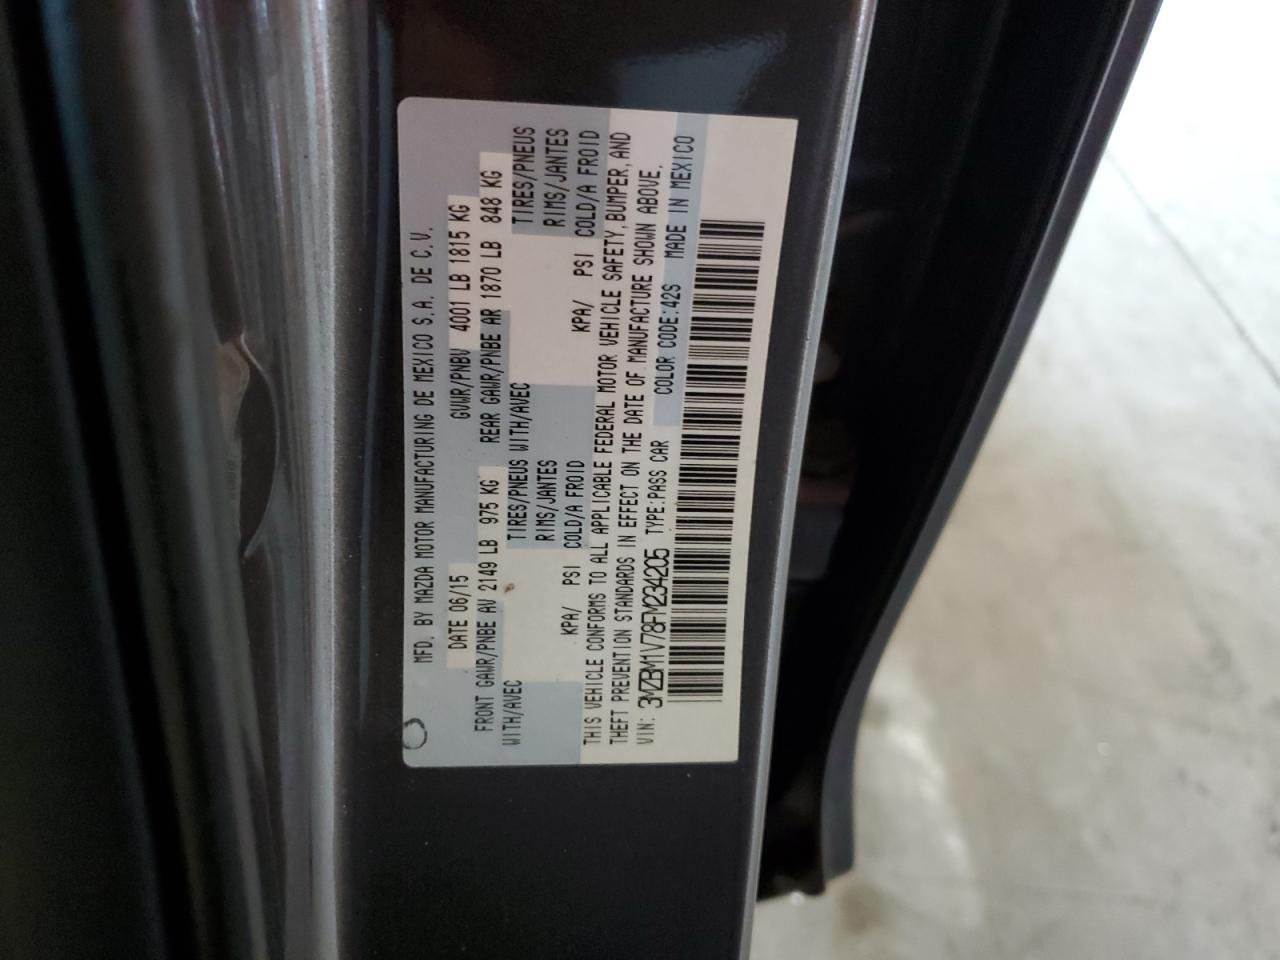 MFD. BY MAZDA MOTOR MANUFACTURING DE MEXICO S.A. DE C.V.
DATE 06/15 GVWR/PNBV 4001 LB 1815 KG
FRONT GAWR/PNBE AV 2149 LB 975 KG REAR GAWR/PNBE AR 1870 LB 848 KG
WITH/AVEC TIRES/PNEUS WITH/AVEC TIRES/PNEUS
RIMS/JANTES RIMS/JANTES
KPA/ PSI COLD/A FROID KPA/ PSI COLD/A FROID
THIS VEHICLE CONFORMS TO ALL APPLICABLE FEDERAL MOTOR VEHICLE SAFETY, BUMPER, AND
THEFT PREVENTION STANDARDS IN EFFECT ON THE DATE OF MANUFACTURE SHOWN ABOVE.
VIN: 3MZBM1V78FM234205 TYPE:PASS CAR COLOR CODE:42S MADE IN MEXICO